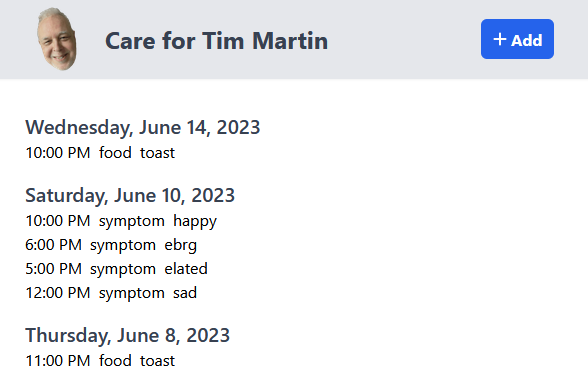 Care for Tim Martin
+ Add
Wednesday, June 14, 2023
10:00 PM food toast
Saturday, June 10, 2023
10:00 PM symptom happy
6:00 PM symptom ebrg
5:00 PM symptom elated
12:00 PM symptom sad
Thursday, June 8, 2023
11:00 PM food toast